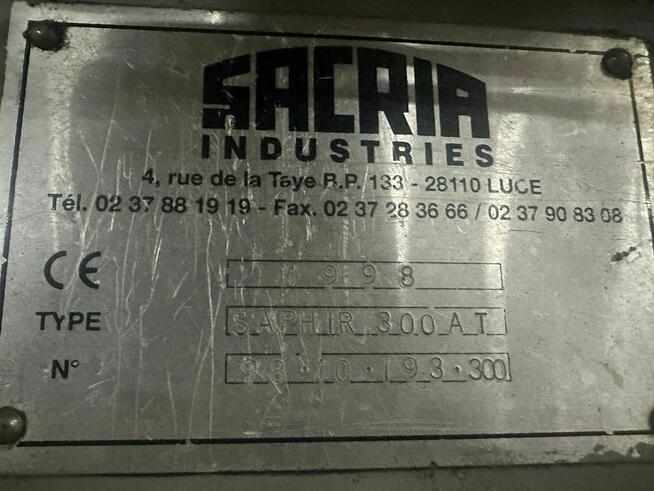 SACRIA
INDUSTRIES
4, rue de la Taye B.P. 133 - 28110 LUCE
Tél. 02 37 88 19 19 - Fax. 02 37 28 36 66 / 02 37 90 83 08
CE 1998
TYPE SAPHIR 300 AT
N°